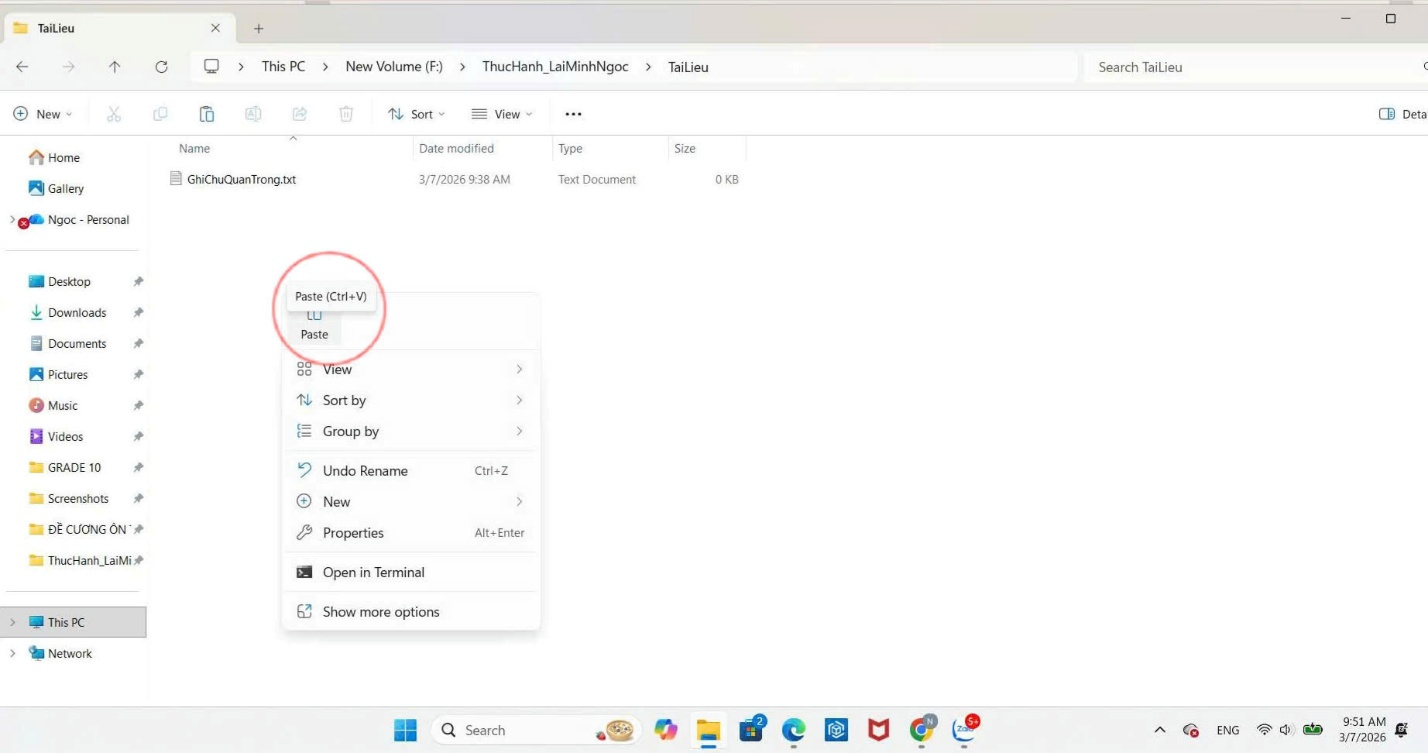 TaiLieu
This PC > New Volume (F:) > ThucHanh_LaiMinhNgoc > TaiLieu
Search TaiLieu
New
Sort
View
Name
Date modified
Type
Size
GhiChuQuanTrong.txt
3/7/2026 9:38 AM
Text Document
0 KB
Home
Gallery
Ngoc - Personal
Desktop
Downloads
Documents
Pictures
Music
Videos
GRADE 10
Screenshots
ĐỀ CƯƠNG ÔN
ThucHanh_LaiMi
This PC
Network
Paste (Ctrl+V)
Paste
View
Sort by
Group by
Undo Rename Ctrl+Z
New
Properties Alt+Enter
Open in Terminal
Show more options
Search
2
N
Zalo
5+
ENG
9:51 AM
3/7/2026